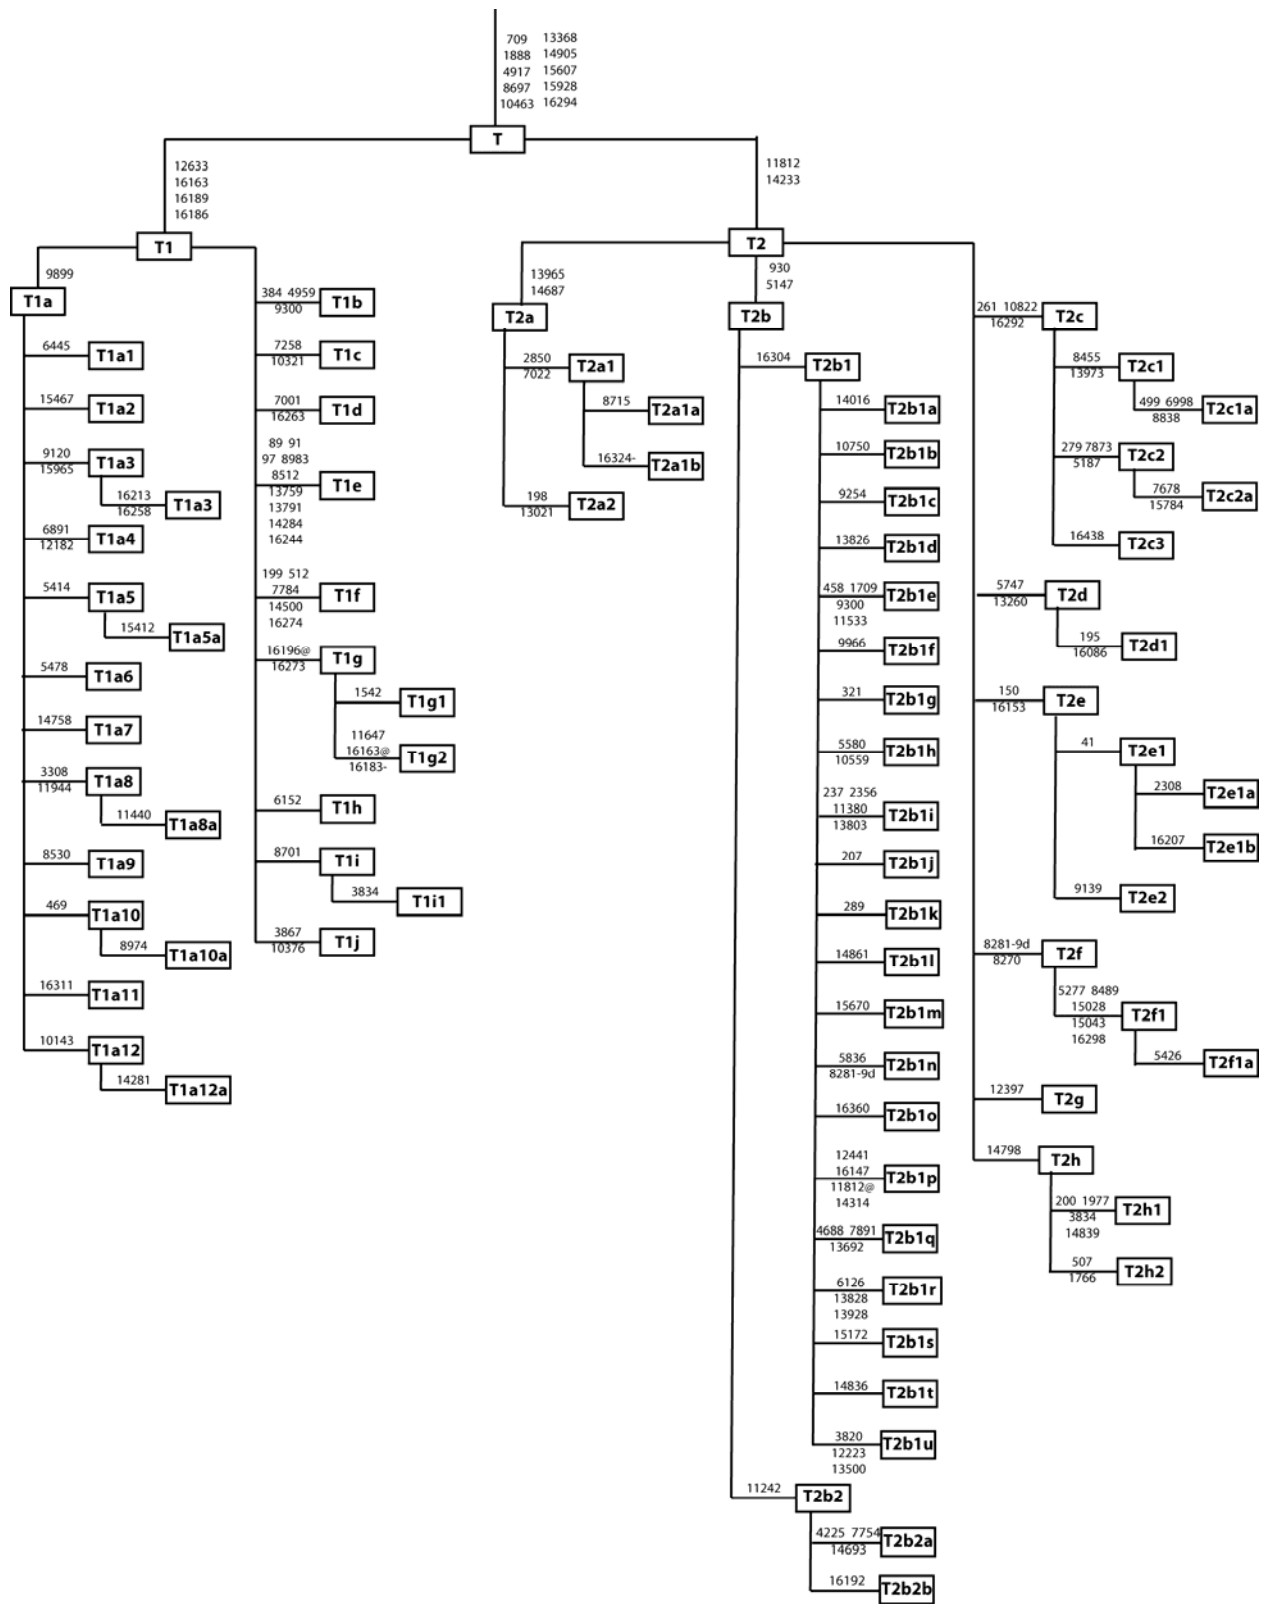 709 13368
1888 14905
4917 15607
8697 15928
10463 16294
T
12633
16163
16189
16186
T1
9899
T1a
6445
T1a1
15467
T1a2
9120
15965
T1a3
16213
16258
T1a3
6891
12182
T1a4
5414
T1a5
15412
T1a5a
5478
T1a6
14758
T1a7
3308
11944
T1a8
11440
T1a8a
8530
T1a9
469
T1a10
8974
T1a10a
16311
T1a11
10143
T1a12
14281
T1a12a
384 4959
9300
T1b
7258
10321
T1c
7001
16263
T1d
89 91
97 8983
8512
13759
13791
14284
16244
T1e
199 512
7784
14500
16274
T1f
16196@
16273
T1g
1542
T1g1
11647
16163@
16183-
T1g2
6152
T1h
8701
T1i
3834
T1i1
3867
10376
T1j
11812
14233
T2
13965
14687
T2a
2850
7022
T2a1
8715
T2a1a
16324-
T2a1b
198
13021
T2a2
930
5147
T2b
16304
T2b1
14016
T2b1a
10750
T2b1b
9254
T2b1c
13826
T2b1d
458 1709
9300
11533
T2b1e
9966
T2b1f
321
T2b1g
5580
10559
T2b1h
237 2356
11380
13803
T2b1i
207
T2b1j
289
T2b1k
14861
T2b1l
15670
T2b1m
5836
8281-9d
T2b1n
16360
T2b1o
12441
16147
11812@
14314
T2b1p
4688 7891
13692
T2b1q
6126
13828
13928
T2b1r
15172
T2b1s
14836
T2b1t
3820
12223
13500
T2b1u
11242
T2b2
4225 7754
14693
T2b2a
16192
T2b2b
261 10822
16292
T2c
8455
13973
T2c1
499 6998
8838
T2c1a
279 7873
5187
T2c2
7678
15784
T2c2a
16438
T2c3
5747
13260
T2d
195
16086
T2d1
150
16153
T2e
41
T2e1
2308
T2e1a
16207
T2e1b
9139
T2e2
8281-9d
8270
T2f
5277 8489
15028
15043
16298
T2f1
5426
T2f1a
12397
T2g
14798
T2h
200 1977
3834
14839
T2h1
507
1766
T2h2